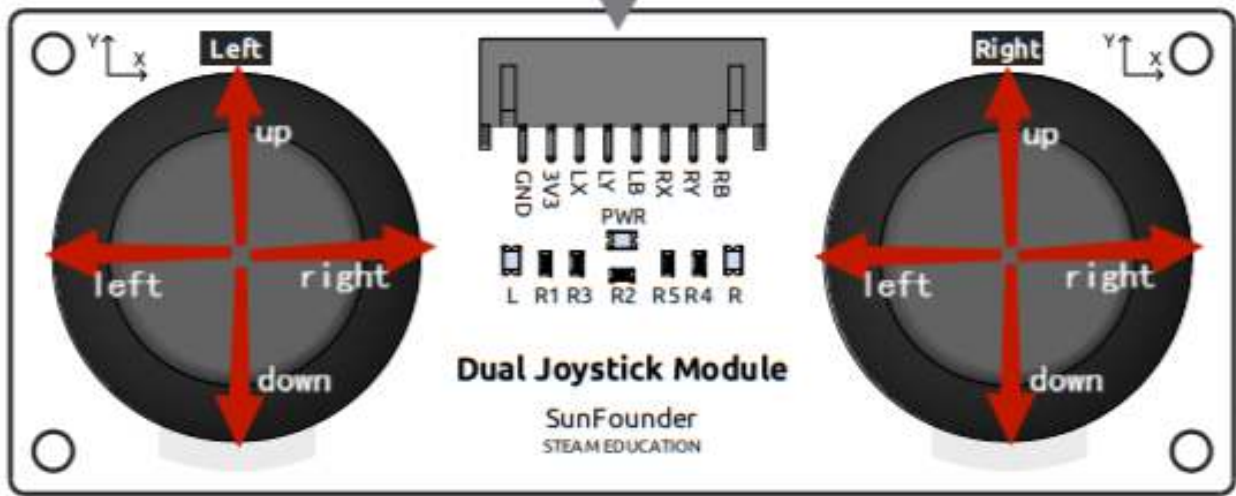 Y X Left Right Y X
up up
GND 3V3 LX LY LB RX RY RB
PWR
left right left right
L R1 R3 R2 R5 R4 R
down down
Dual Joystick Module
SunFounder
STEAM EDUCATION